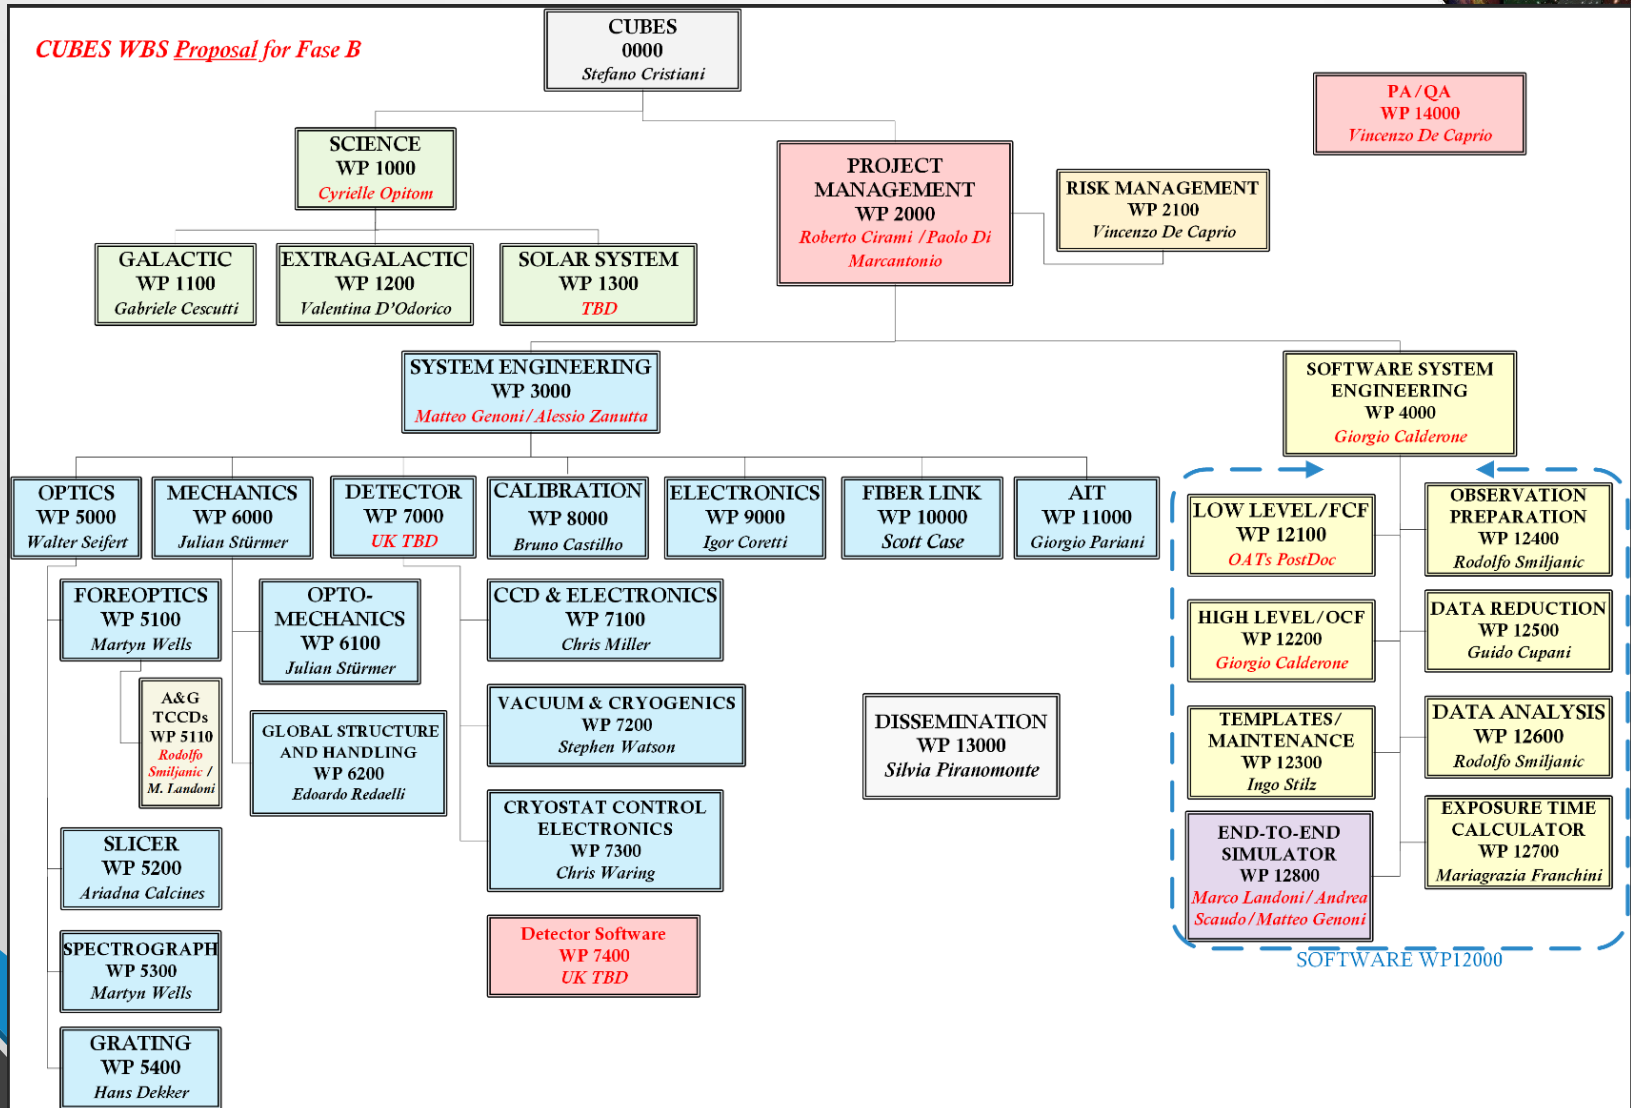 CUBES WBS Proposal for Fase B
CUBES
0000
Stefano Cristiani
PA/QA
WP 14000
Vincenzo De Caprio
SCIENCE
WP 1000
Cyrielle Opitom
PROJECT
MANAGEMENT
WP 2000
Roberto Cirami /Paolo Di
Marcantonio
RISK MANAGEMENT
WP 2100
Vincenzo De Caprio
GALACTIC
WP 1100
Gabriele Cescutti
EXTRAGALACTIC
WP 1200
Valentina D'Odorico
SOLAR SYSTEM
WP 1300
TBD
SYSTEM ENGINEERING
WP 3000
Matteo Genoni/Alessio Zanutta
SOFTWARE SYSTEM
ENGINEERING
WP 4000
Giorgio Calderone
OPTICS
WP 5000
Walter Seifert
MECHANICS
WP 6000
Julian Stürmer
DETECTOR
WP 7000
UK TBD
CALIBRATION
WP 8000
Bruno Castilho
ELECTRONICS
WP 9000
Igor Coretti
FIBER LINK
WP 10000
Scott Case
AIT
WP 11000
Giorgio Pariani
FOREOPTICS
WP 5100
Martyn Wells
A&G
TCCDs
WP 5110
Rodolfo
Smiljanic /
M. Landoni
SLICER
WP 5200
Ariadna Calcines
SPECTROGRAPH
WP 5300
Martyn Wells
GRATING
WP 5400
Hans Dekker
OPTO-
MECHANICS
WP 6100
Julian Stürmer
GLOBAL STRUCTURE
AND HANDLING
WP 6200
Edoardo Redaelli
CCD & ELECTRONICS
WP 7100
Chris Miller
VACUUM & CRYOGENICS
WP 7200
Stephen Watson
CRYOSTAT CONTROL
ELECTRONICS
WP 7300
Chris Waring
Detector Software
WP 7400
UK TBD
DISSEMINATION
WP 13000
Silvia Piranomonte
LOW LEVEL/FCF
WP 12100
OATs PostDoc
HIGH LEVEL/OCF
WP 12200
Giorgio Calderone
TEMPLATES/
MAINTENANCE
WP 12300
Ingo Stilz
END-TO-END
SIMULATOR
WP 12800
Marco Landoni/Andrea
Scaudo/Matteo Genoni
OBSERVATION
PREPARATION
WP 12400
Rodolfo Smiljanic
DATA REDUCTION
WP 12500
Guido Cupani
DATA ANALYSIS
WP 12600
Rodolfo Smiljanic
EXPOSURE TIME
CALCULATOR
WP 12700
Mariagrazia Franchini
SOFTWARE WP12000